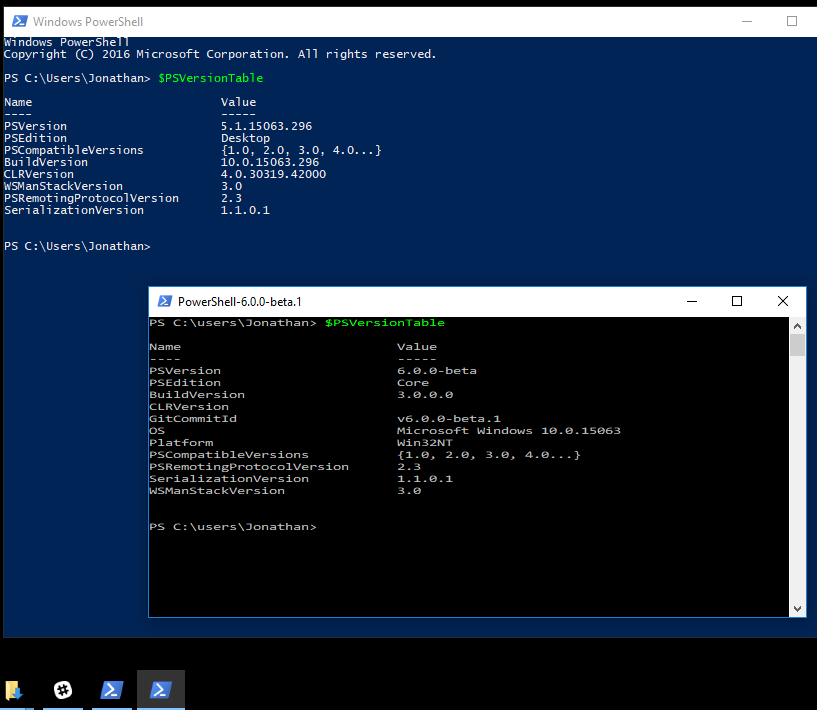 Windows PowerShell
Windows PowerShell
Copyright (C) 2016 Microsoft Corporation. All rights reserved.
PS C:\Users\Jonathan> $PSVersionTable
Name Value
---- -----
PSVersion 5.1.15063.296
PSEdition Desktop
PSCompatibleVersions {1.0, 2.0, 3.0, 4.0...}
BuildVersion 10.0.15063.296
CLRVersion 4.0.30319.42000
WSManStackVersion 3.0
PSRemotingProtocolVersion 2.3
SerializationVersion 1.1.0.1
PS C:\Users\Jonathan>
PowerShell-6.0.0-beta.1
PS C:\users\Jonathan> $PSVersionTable
Name Value
---- -----
PSVersion 6.0.0-beta
PSEdition Core
BuildVersion 3.0.0.0
CLRVersion
GitCommitId v6.0.0-beta.1
OS Microsoft Windows 10.0.15063
Platform Win32NT
PSCompatibleVersions {1.0, 2.0, 3.0, 4.0...}
PSRemotingProtocolVersion 2.3
SerializationVersion 1.1.0.1
WSManStackVersion 3.0
PS C:\users\Jonathan>